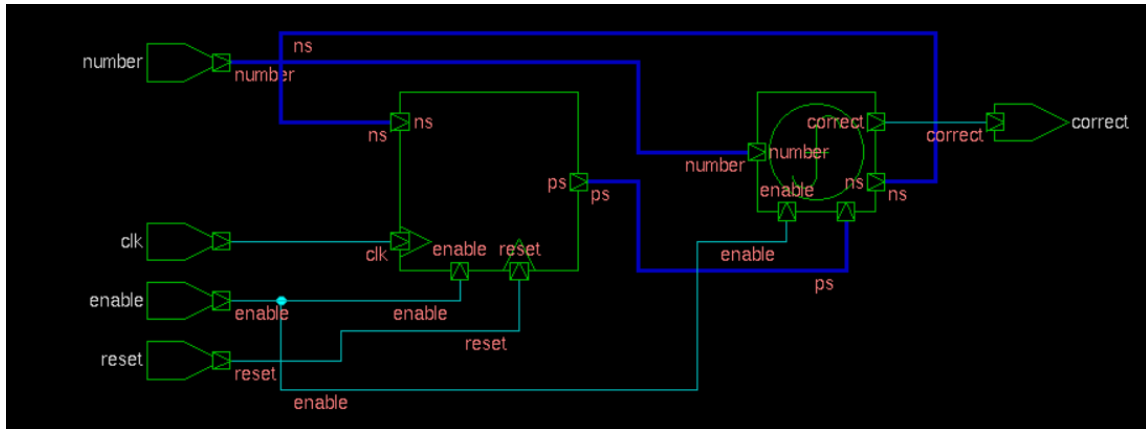 ns
number
number
correct
correct
correct
ns
ns
number
number
ps
ps
enable
ns
ns
clk
clk
enable
reset
enable
ps
enable
enable
enable
reset
reset
reset
enable